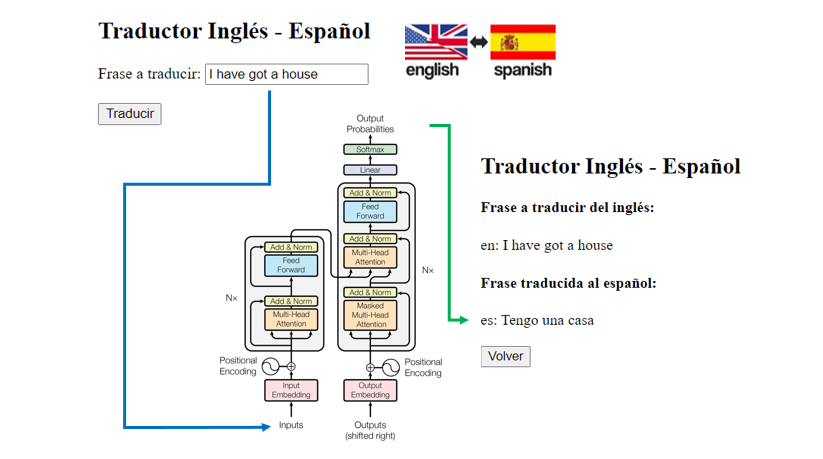 Traductor Inglés - Español
Frase a traducir: I have got a house
Traducir
english
spanish
Output
Probabilities
Softmax
Linear
Add & Norm
Feed
Forward
Add & Norm
Multi-Head
Attention
Add & Norm
Masked
Multi-Head
Attention
N×
Positional
Encoding
Output
Embedding
Outputs
(shifted right)
Add & Norm
Feed
Forward
Add & Norm
Multi-Head
Attention
N×
Positional
Encoding
Input
Embedding
Inputs
Traductor Inglés - Español
Frase a traducir del inglés:
en: I have got a house
Frase traducida al español:
es: Tengo una casa
Volver